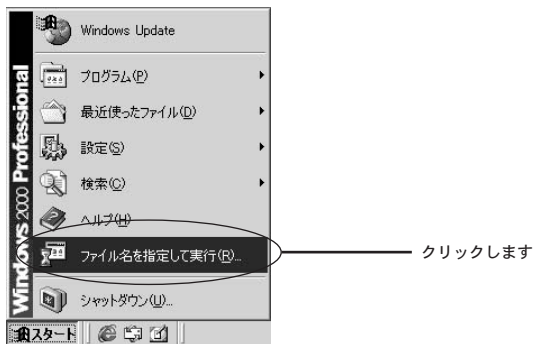 Windows 2000 Professional
Windows Update
プログラム(P)
最近使ったファイル(D)
設定(S)
検索(C)
ヘルプ(H)
ファイル名を指定して実行(R)...
クリックします
シャットダウン(U)...
スタート